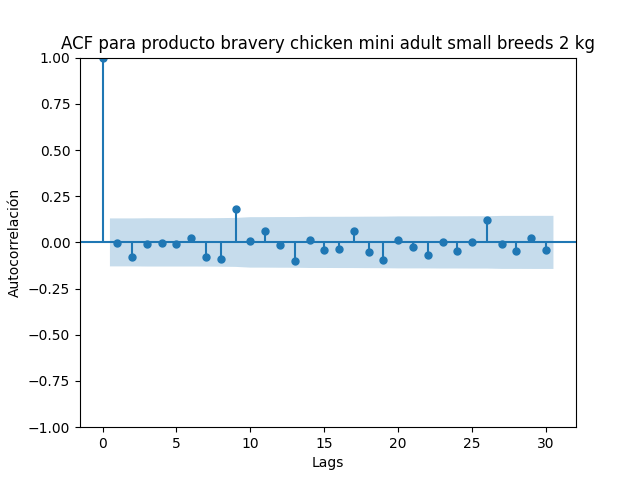 ACF para producto bravery chicken mini adult small breeds 2 kg
1.00
0.75
0.50
0.25
0.00
−0.25
−0.50
−0.75
−1.00
Autocorrelación
0 5 10 15 20 25 30
Lags